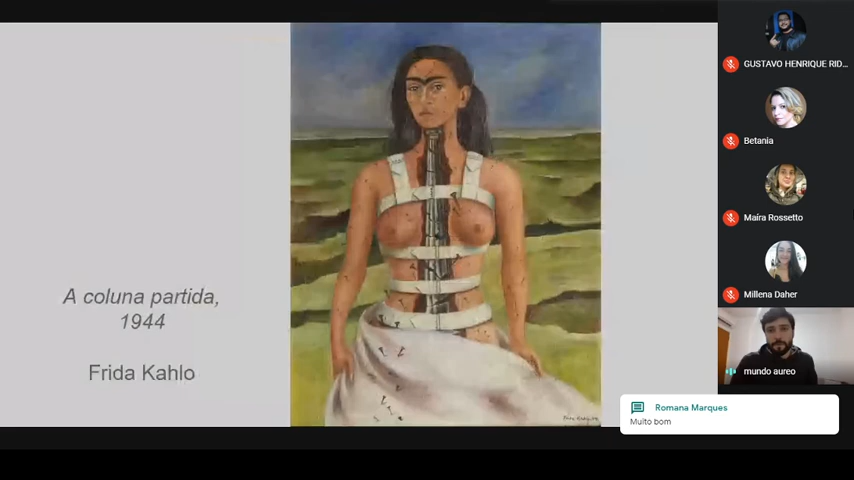 A coluna partida,
1944
Frida Kahlo
GUSTAVO HENRIQUE RID...
Betania
Maíra Rossetto
Millena Daher
mundo aureo
Romana Marques
Muito bom